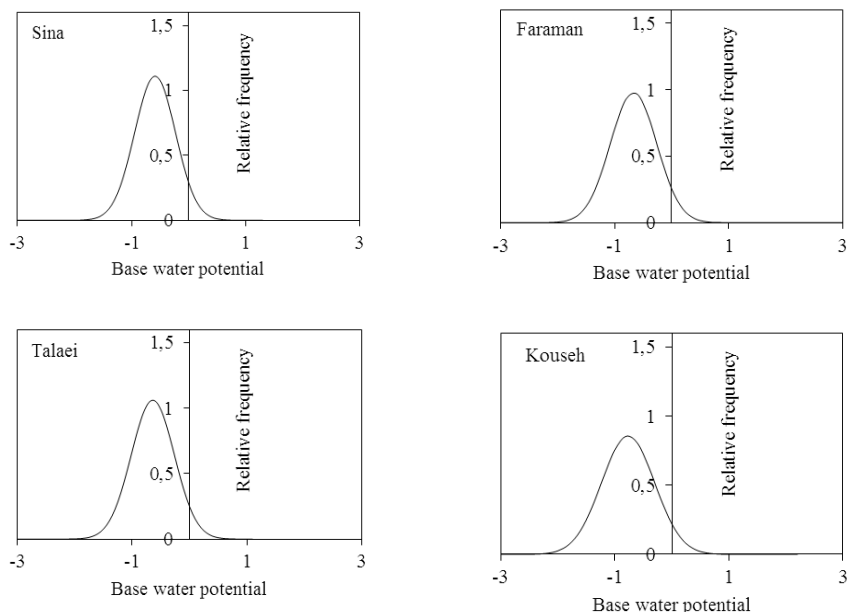 Sina
1,5
1
0,5
0
Relative frequency
-3 -1 1 3
Base water potential
Faraman
1,5
1
0,5
0
Relative frequency
-3 -1 1 3
Base water potential
Talaei
1,5
1
0,5
0
Relative frequency
-3 -1 1 3
Base water potential
Kouseh
1,5
1
0,5
0
Relative frequency
-3 -1 1 3
Base water potential